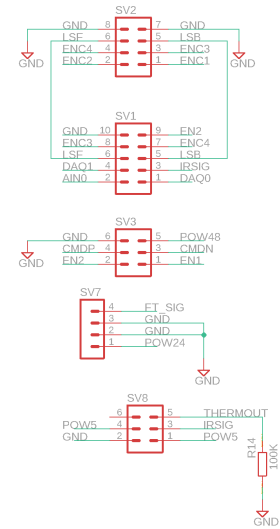 SV2
GND 8 7 GND
LSF 6 5 LSB
ENC4 4 3 ENC3
ENC2 2 1 ENC1
GND GND
SV1
GND 10 9 EN2
ENC3 8 7 ENC4
LSF 6 5 LSB
DAQ1 4 3 IRSIG
AIN0 2 1 DAQ0
SV3
GND 6 5 POW48
CMDP 4 3 CMDN
EN2 2 1 EN1
GND
SV7
4 FT_SIG
3 GND
2 GND
1 POW24
GND
SV8
6 5 THERMOUT
POW5 4 3 IRSIG
GND 2 1 POW5
R14
100K
GND